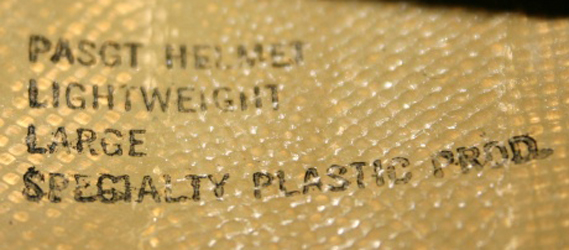 PASGT HELMET
LIGHTWEIGHT
LARGE
SPECIALTY PLASTIC PROD.